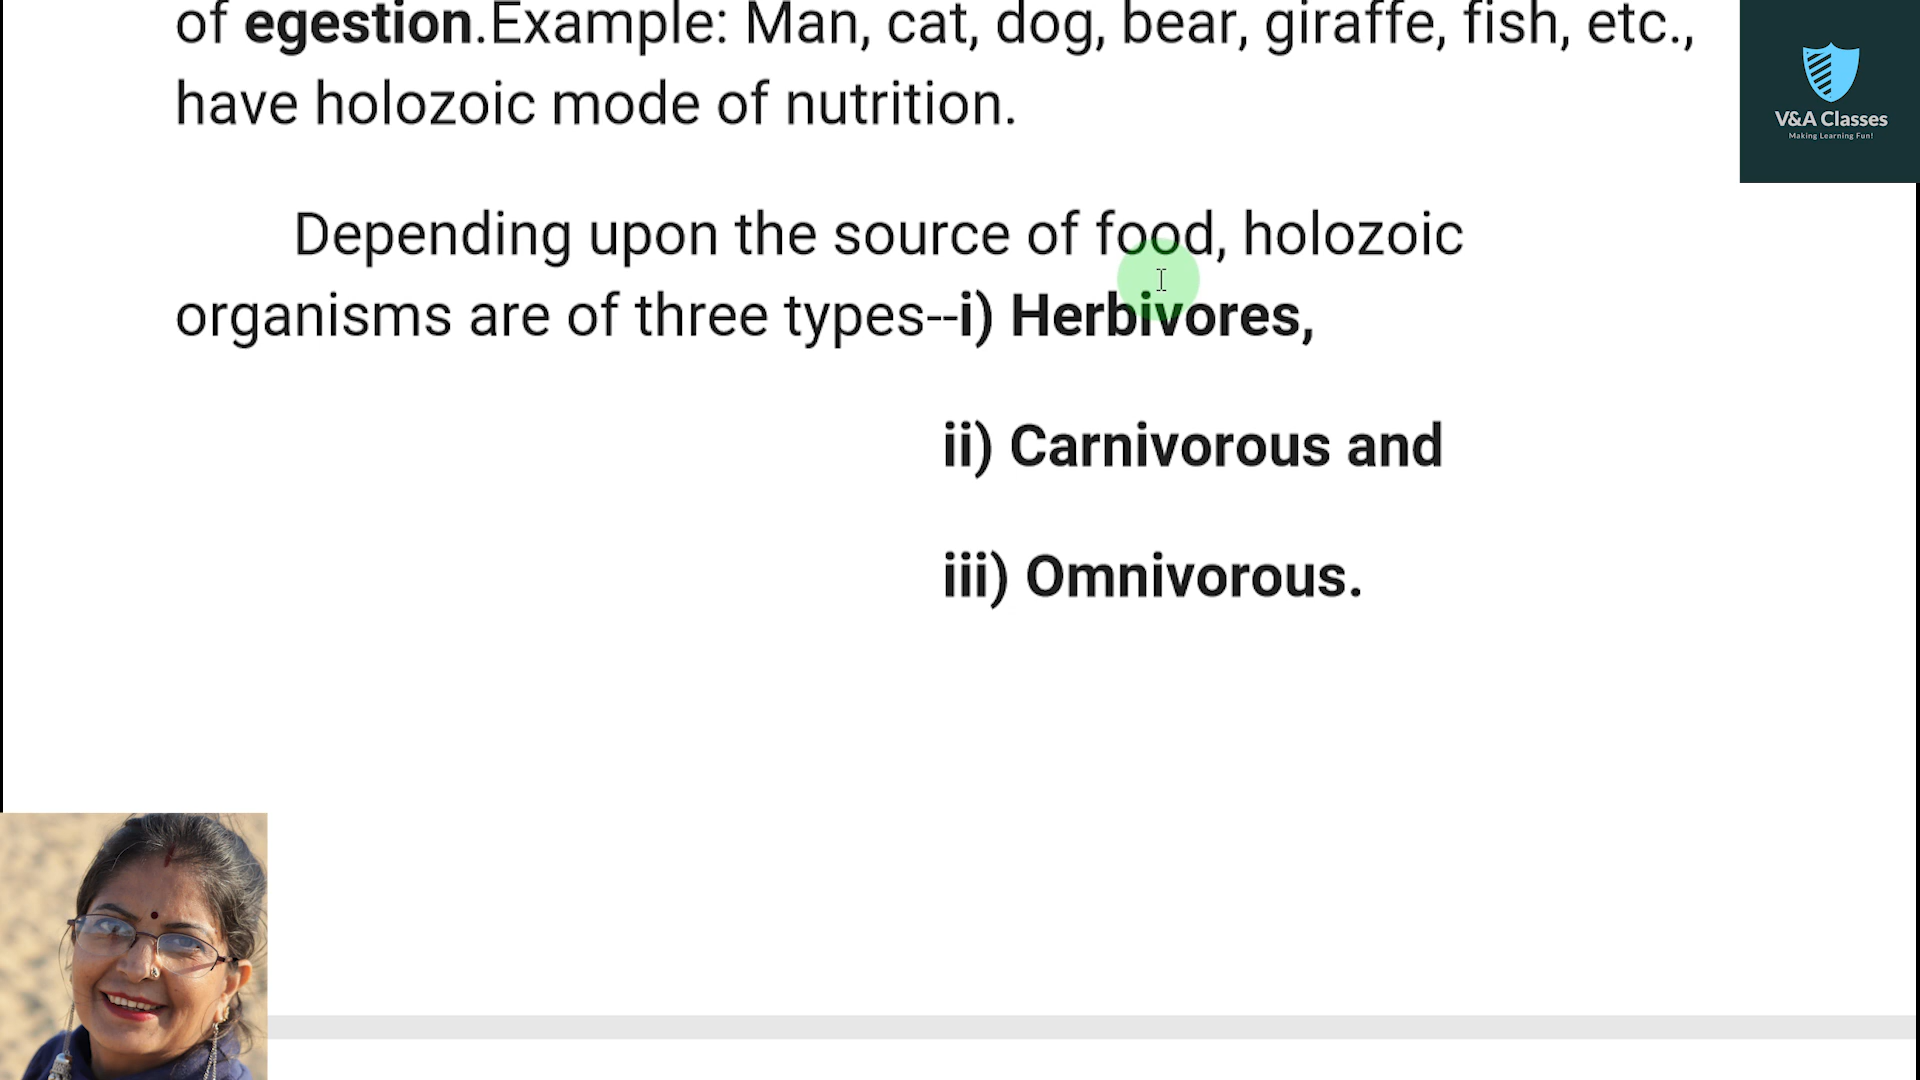 of egestion.Example: Man, cat, dog, bear, giraffe, fish, etc.,
have holozoic mode of nutrition.
V&A Classes
Making Learning Fun!
Depending upon the source of food, holozoic
organisms are of three types--i) Herbivores,
ii) Carnivorous and
iii) Omnivorous.